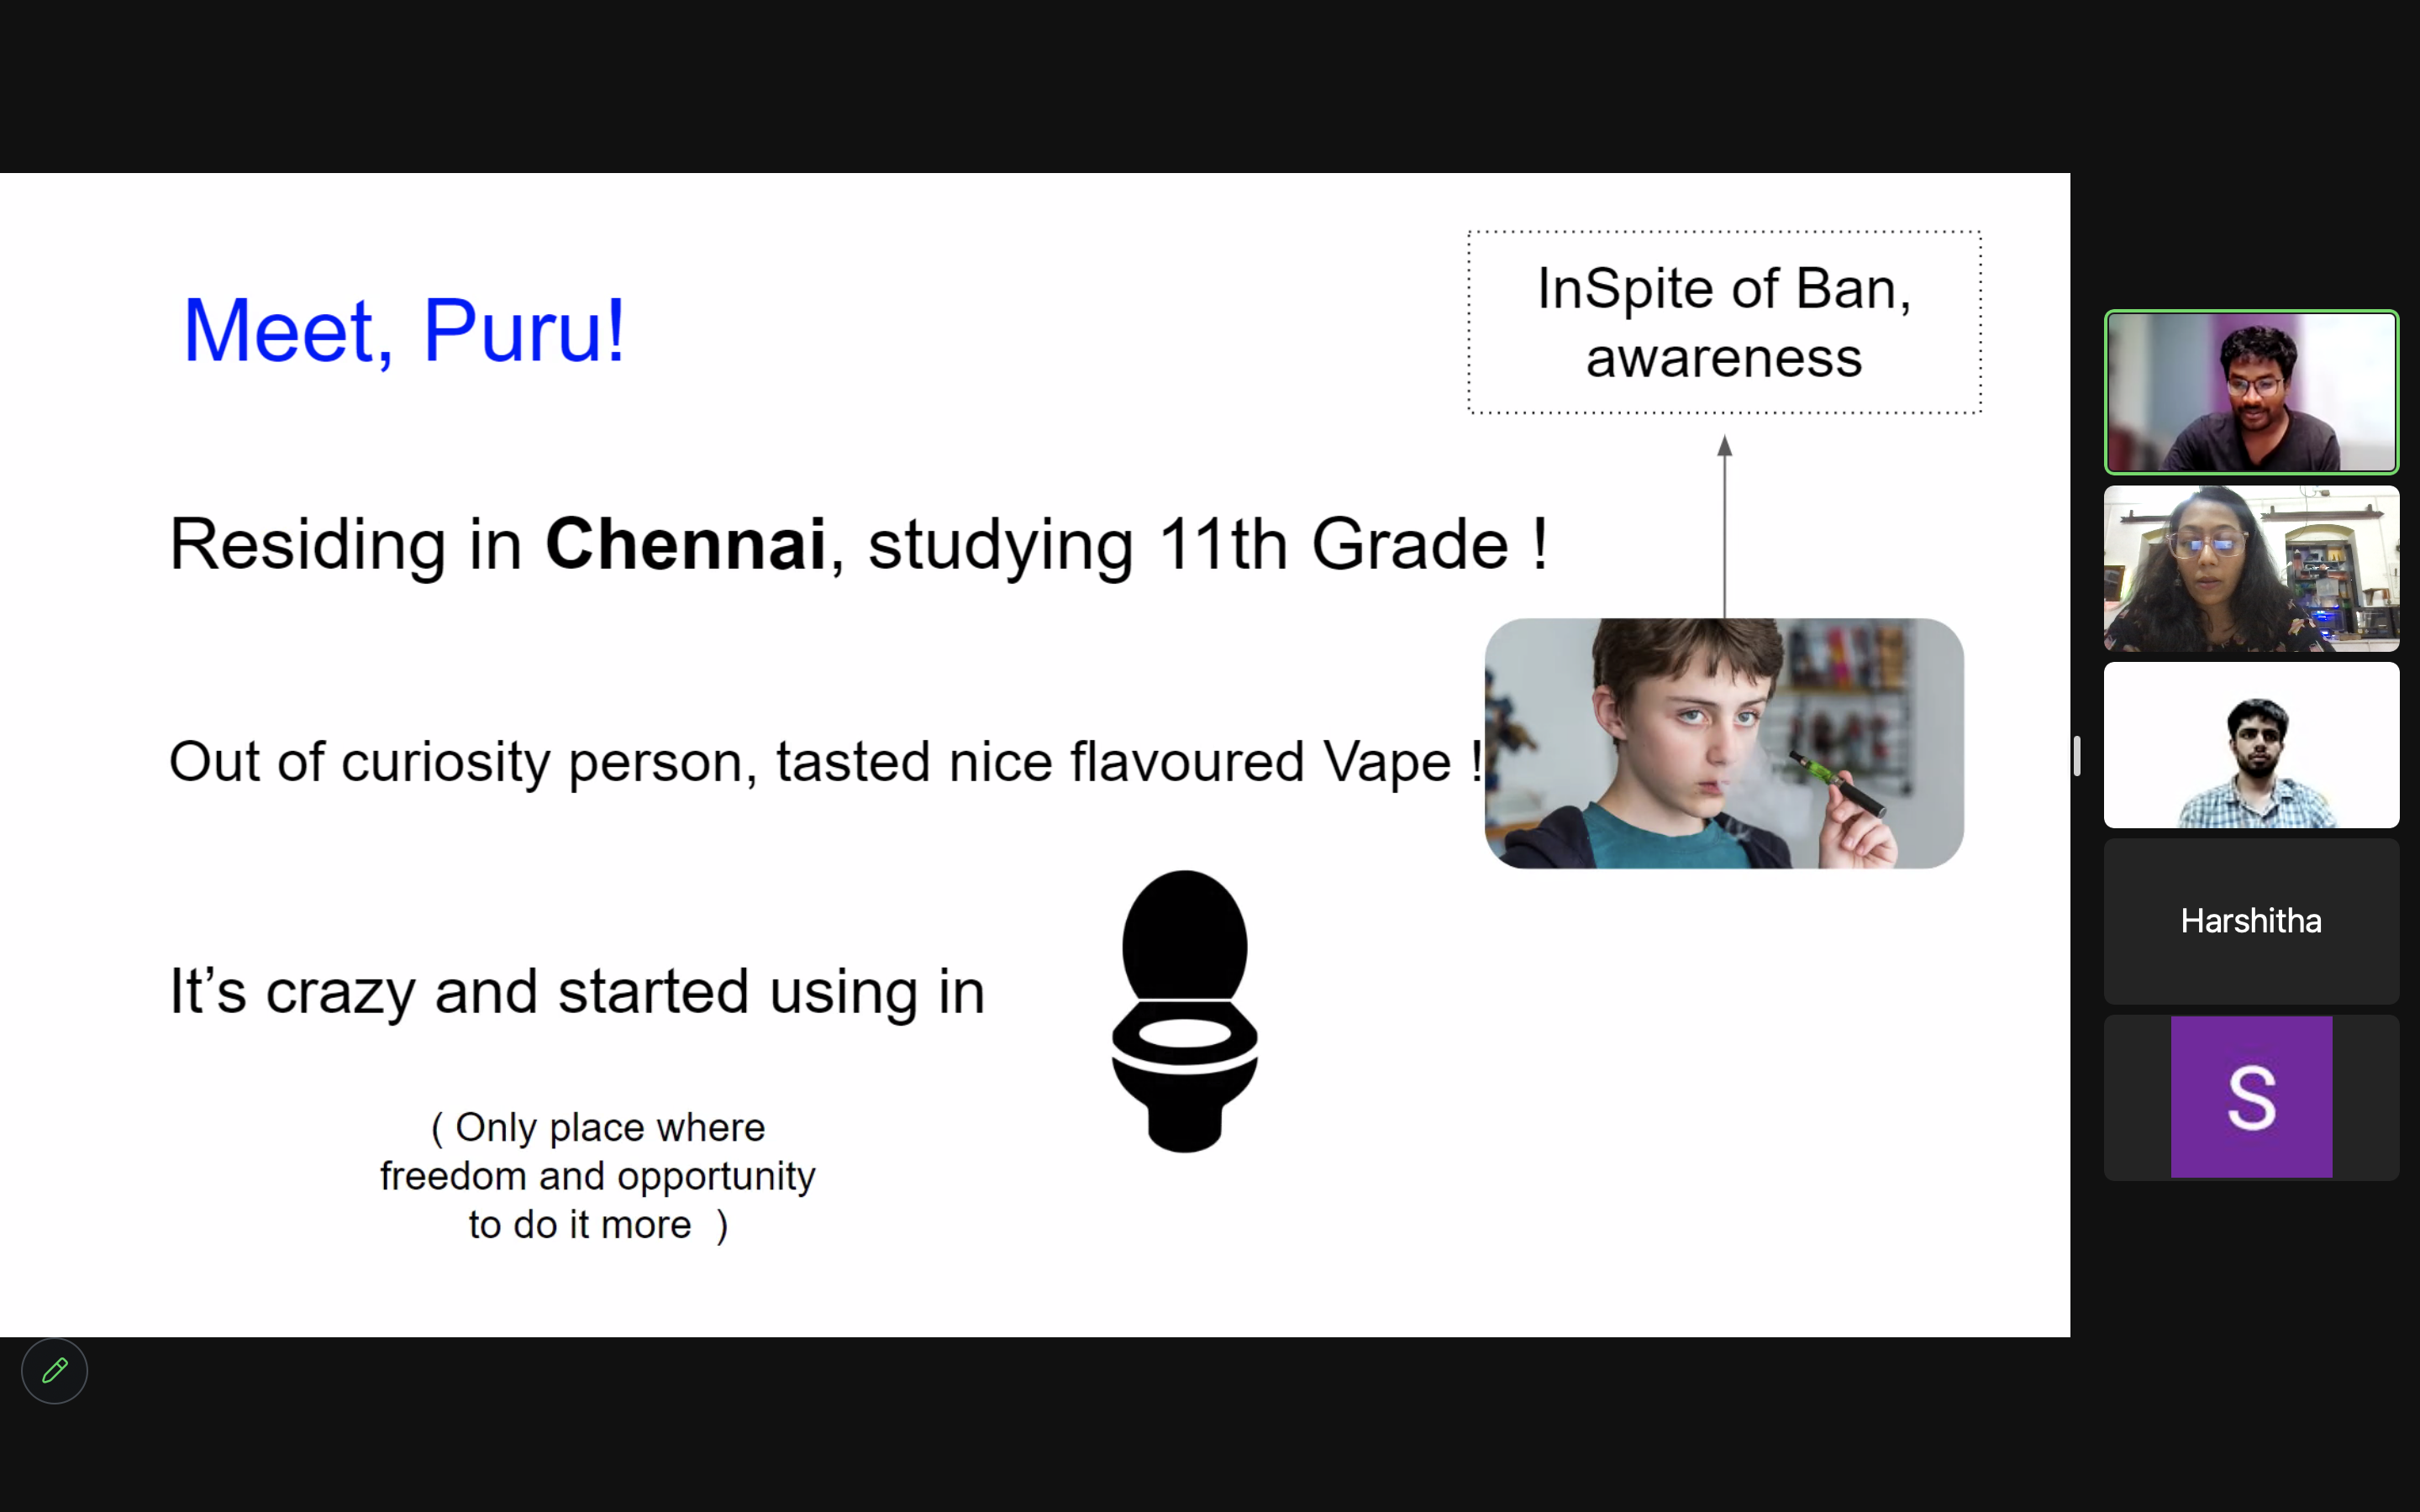 Meet, Puru!
InSpite of Ban,
awareness
Residing in Chennai, studying 11th Grade !
Out of curiosity person, tasted nice flavoured Vape !
It’s crazy and started using in
( Only place where
freedom and opportunity
to do it more )
Harshitha
S